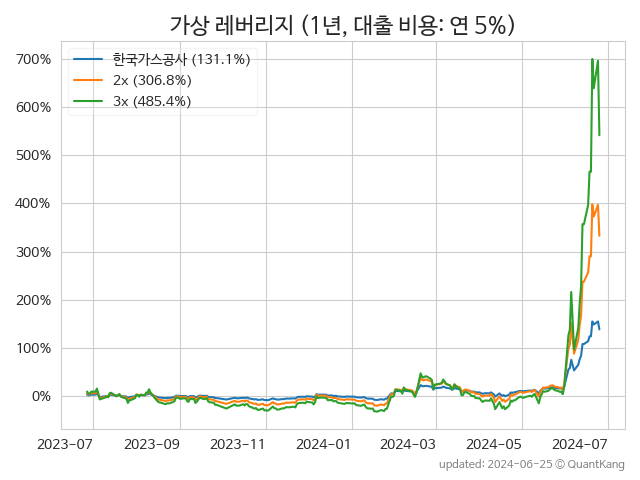 가상 레버리지 (1년, 대출 비용: 연 5%)
한국가스공사 (131.1%)
2x (306.8%)
3x (485.4%)
700%
600%
500%
400%
300%
200%
100%
0%
2023-07 2023-09 2023-11 2024-01 2024-03 2024-05 2024-07
updated: 2024-06-25 © QuantKang